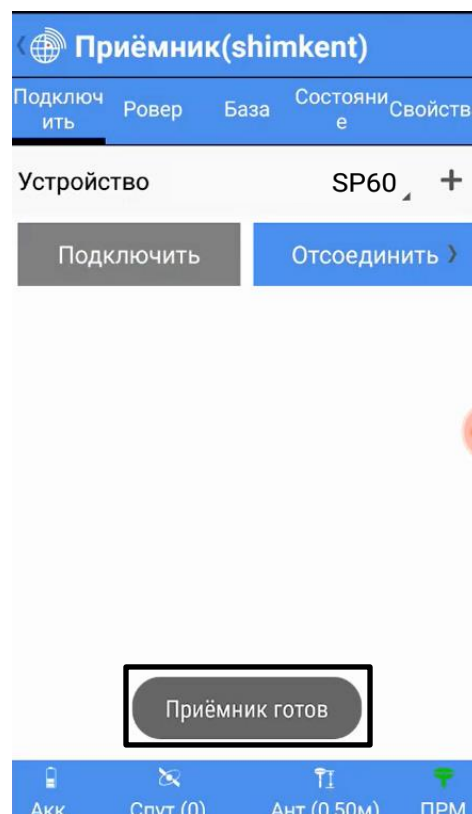 Приёмник(shimkent)
Подключ
ить
Ровер
База
Состояни
е
Свойств
Устройство SP60 +
Подключить
Отсоединить
Приёмник готов
Акк Спут (0) Ант (0.50м) ПРМ